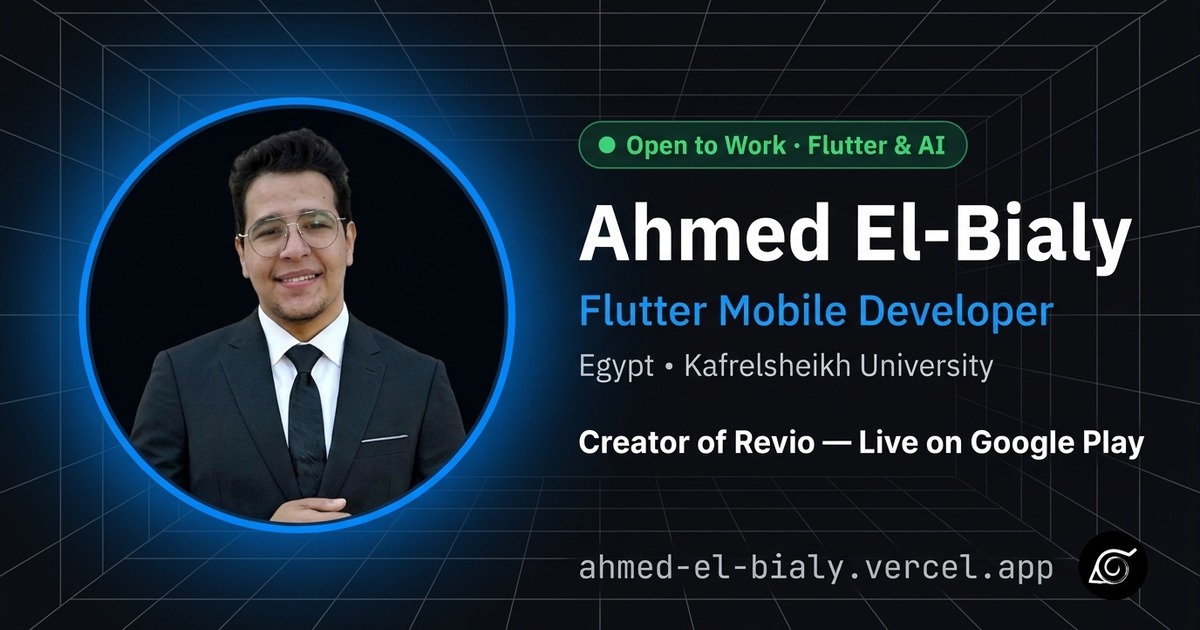 Open to Work · Flutter & AI
Ahmed El-Bialy
Flutter Mobile Developer
Egypt • Kafrelsheikh University
Creator of Revio — Live on Google Play
ahmed-el-bialy.vercel.app